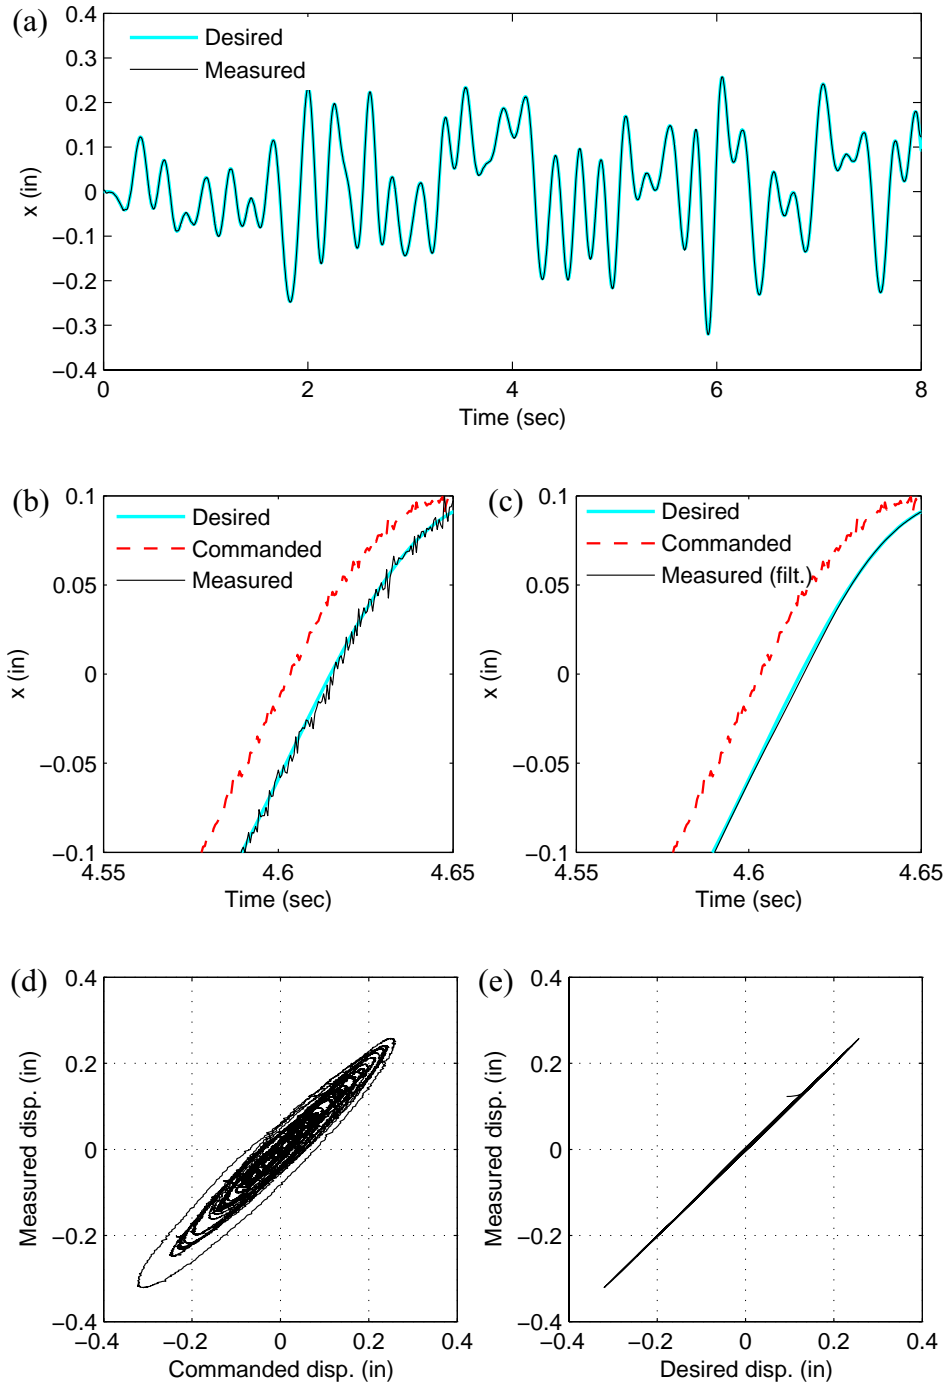 (a)
0.4
0.3
0.2
0.1
0
−0.1
−0.2
−0.3
−0.4
x (in)
Desired
Measured
0 2 4 6 8
Time (sec)
(b)
0.1
0.05
0
−0.05
−0.1
x (in)
Desired
Commanded
Measured
4.55 4.6 4.65
Time (sec)
(c)
0.1
0.05
0
−0.05
−0.1
x (in)
Desired
Commanded
Measured (filt.)
4.55 4.6 4.65
Time (sec)
(d)
0.4
0.2
0
−0.2
−0.4
Measured disp. (in)
−0.4 −0.2 0 0.2 0.4
Commanded disp. (in)
(e)
0.4
0.2
0
−0.2
−0.4
Measured disp. (in)
−0.4 −0.2 0 0.2 0.4
Desired disp. (in)